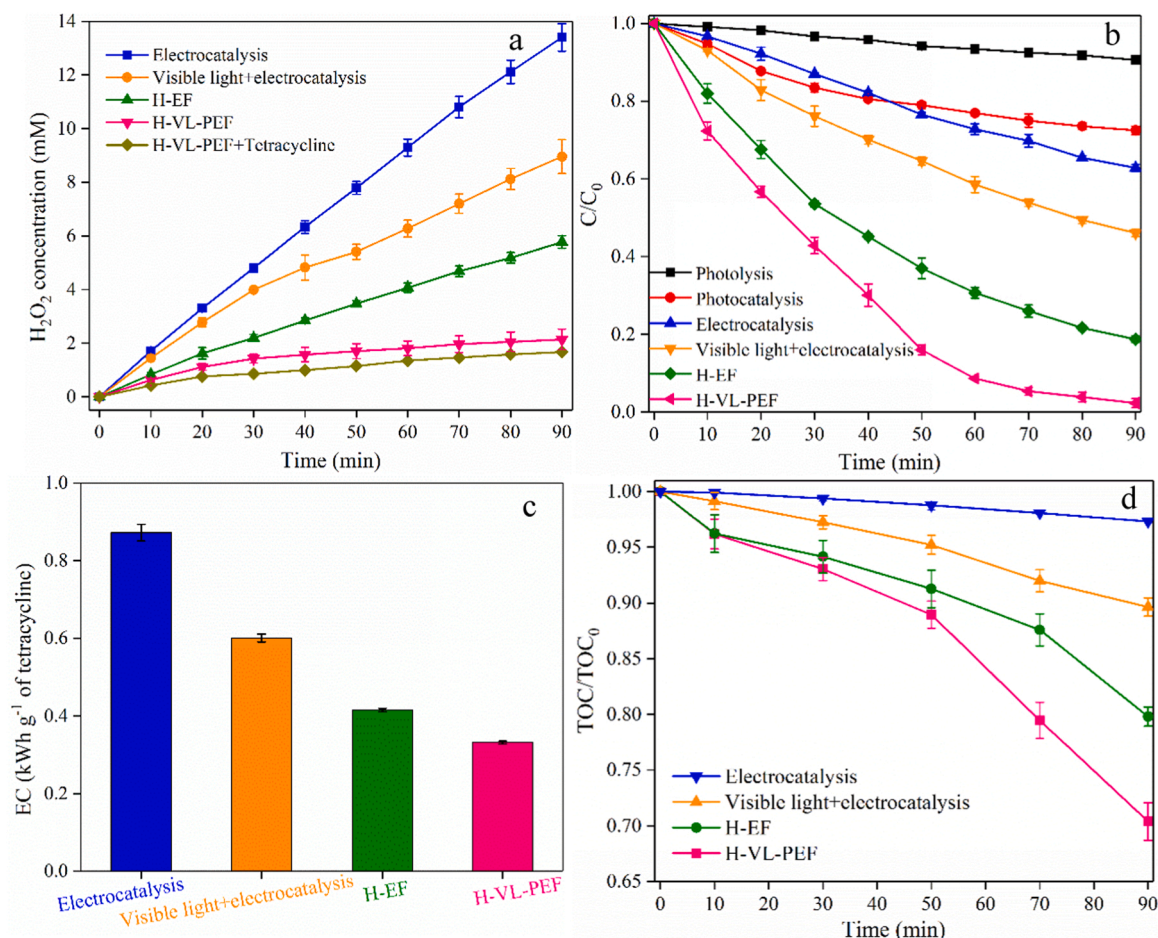 a
H₂O₂ concentration (mM)
14
12
10
8
6
4
2
0
Electrocatalysis
Visible light+electrocatalysis
H-EF
H-VL-PEF
H-VL-PEF+Tetracycline
0 10 20 30 40 50 60 70 80 90
Time (min)
b
C/C₀
1.0
0.8
0.6
0.4
0.2
0.0
Photolysis
Photocatalysis
Electrocatalysis
Visible light+electrocatalysis
H-EF
H-VL-PEF
0 10 20 30 40 50 60 70 80 90
Time (min)
c
EC (kWh g⁻¹ of tetracycline)
1.0
0.8
0.6
0.4
0.2
0.0
Electrocatalysis
Visible light+electrocatalysis
H-EF
H-VL-PEF
d
TOC/TOC₀
1.00
0.95
0.90
0.85
0.80
0.75
0.70
0.65
Electrocatalysis
Visible light+electrocatalysis
H-EF
H-VL-PEF
0 10 20 30 40 50 60 70 80 90
Time (min)